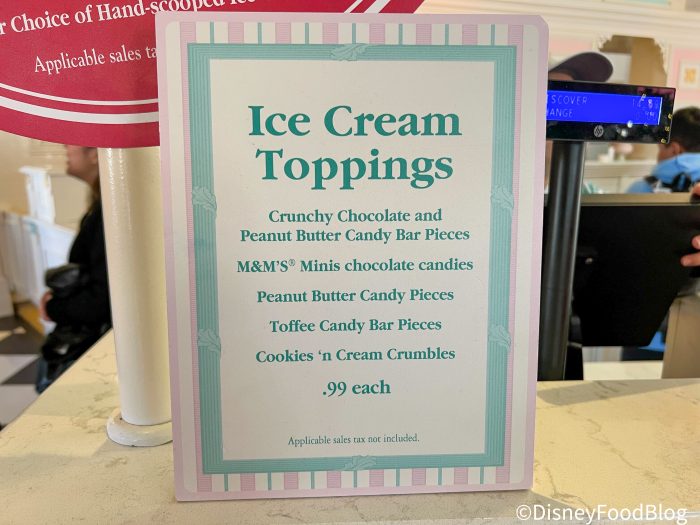 Choice of Hand-scooped Ice
Applicable sales tax
Ice Cream
Toppings
Crunchy Chocolate and
Peanut Butter Candy Bar Pieces
M&M'S® Minis chocolate candies
Peanut Butter Candy Pieces
Toffee Candy Bar Pieces
Cookies 'n Cream Crumbles
.99 each
Applicable sales tax not included.
hp
©DisneyFoodBlog